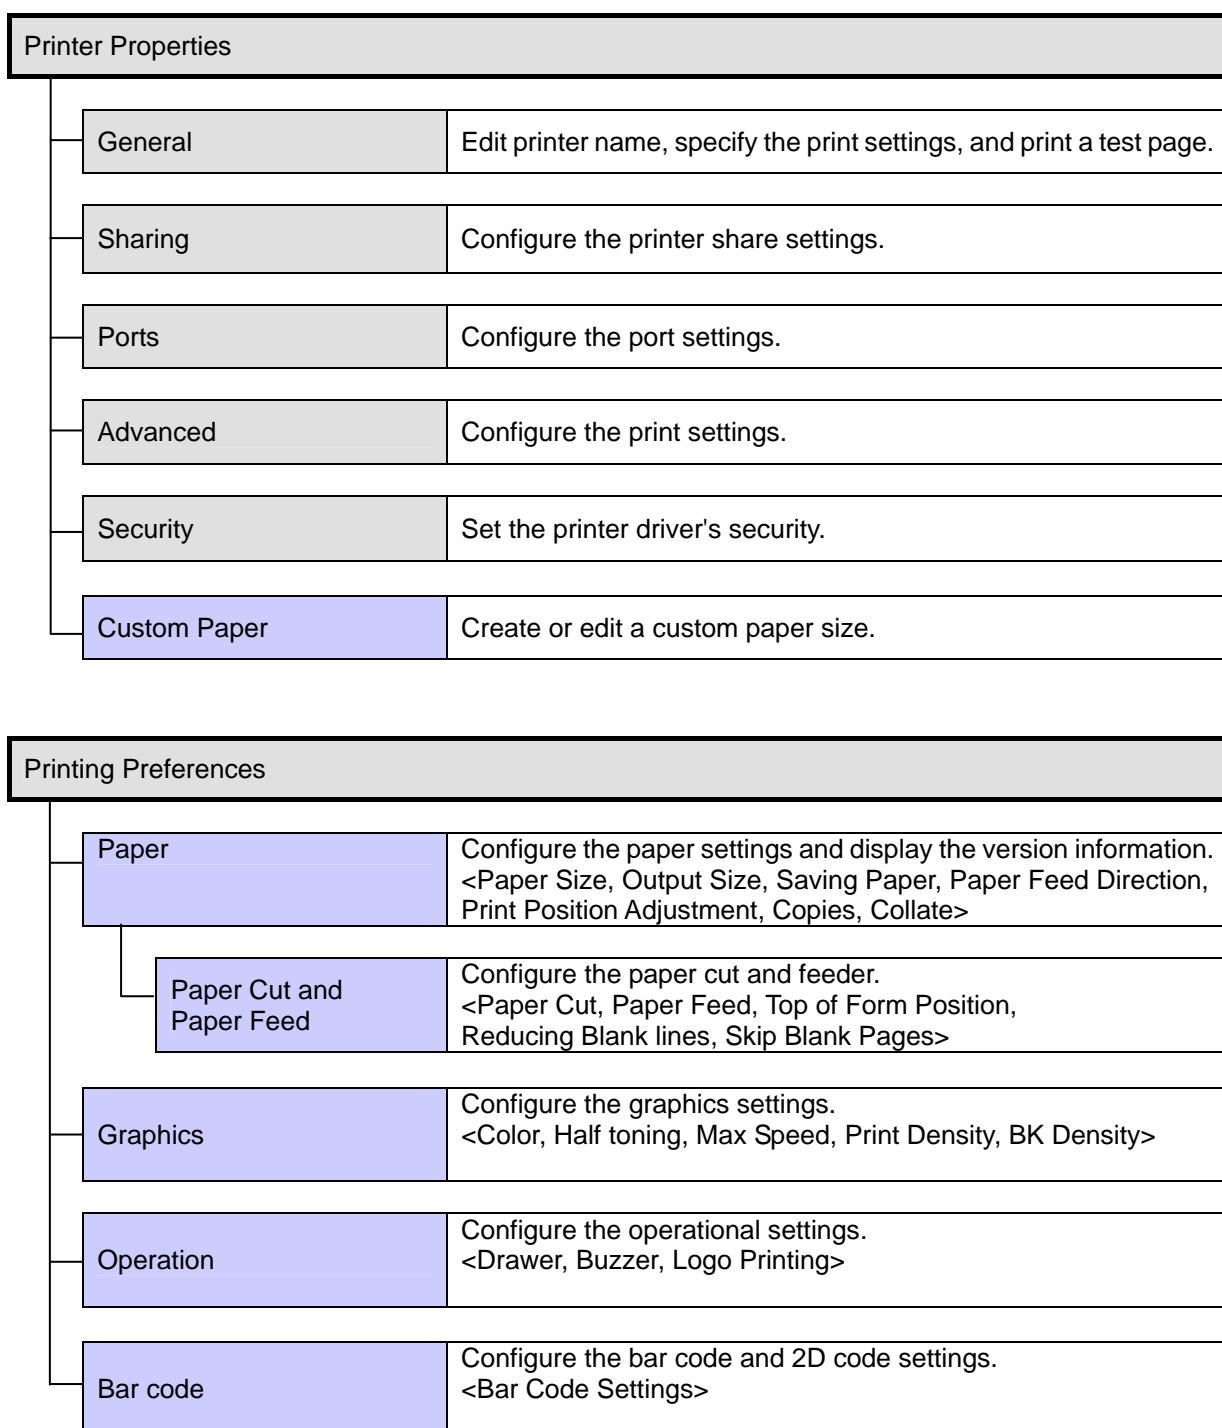 Printer Properties
General
Edit printer name, specify the print settings, and print a test page.
Sharing
Configure the printer share settings.
Ports
Configure the port settings.
Advanced
Configure the print settings.
Security
Set the printer driver's security.
Custom Paper
Create or edit a custom paper size.
Printing Preferences
Paper
Configure the paper settings and display the version information.
<Paper Size, Output Size, Saving Paper, Paper Feed Direction,
Print Position Adjustment, Copies, Collate>
Paper Cut and
Paper Feed
Configure the paper cut and feeder.
<Paper Cut, Paper Feed, Top of Form Position,
Reducing Blank lines, Skip Blank Pages>
Graphics
Configure the graphics settings.
<Color, Half toning, Max Speed, Print Density, BK Density>
Operation
Configure the operational settings.
<Drawer, Buzzer, Logo Printing>
Bar code
Configure the bar code and 2D code settings.
<Bar Code Settings>